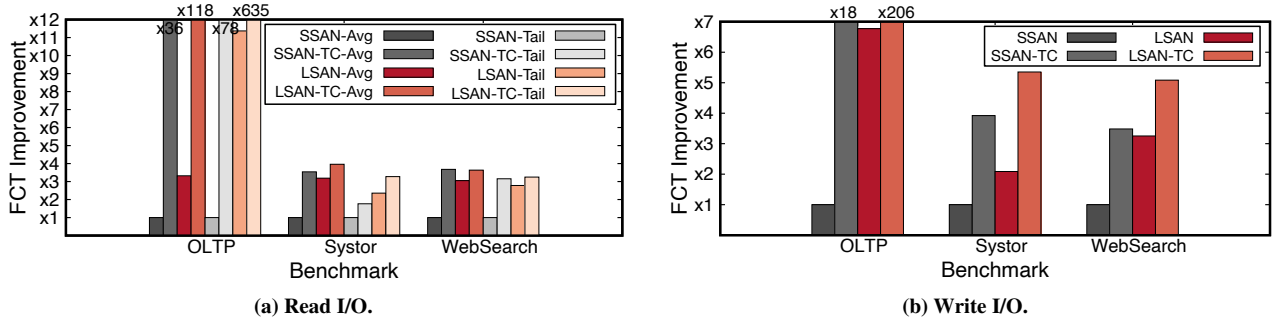 x36 x118 x78 x635
FCT Improvement
x12
x11
x10
x9
x8
x7
x6
x5
x4
x3
x2
x1
SSAN-Avg
SSAN-TC-Avg
LSAN-Avg
LSAN-TC-Avg
SSAN-Tail
SSAN-TC-Tail
LSAN-Tail
LSAN-TC-Tail
OLTP Systor WebSearch
Benchmark
(a) Read I/O.
x18 x206
FCT Improvement
x7
x6
x5
x4
x3
x2
x1
SSAN
SSAN-TC
LSAN
LSAN-TC
OLTP Systor WebSearch
Benchmark
(b) Write I/O.